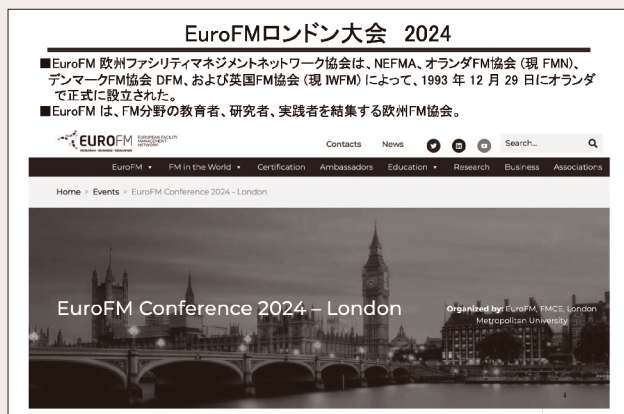 EuroFMロンドン大会 2024
■EuroFM 欧州ファシリティマネジメントネットワーク協会は、NEFMA、オランダFM協会（現 FMN）、
デンマークFM協会 DFM、および英国FM協会（現 IWFM）によって、1993 年 12 月 29 日にオランダ
で正式に設立された。
■EuroFM は、FM分野の教育者、研究者、実践者を結集する欧州FM協会。
EUROFM EUROPEAN FACILITY
MANAGEMENT
NETWORK
RESEARCH - BUSINESS - EDUCATION
Contacts News Search...
EuroFM FM in the World Certification Ambassadors Education Research Business Associations
Home > Events > EuroFM Conference 2024 - London
EuroFM Conference 2024 – London
Organized by: EuroFM, FMCE, London
Metropolitan University
4